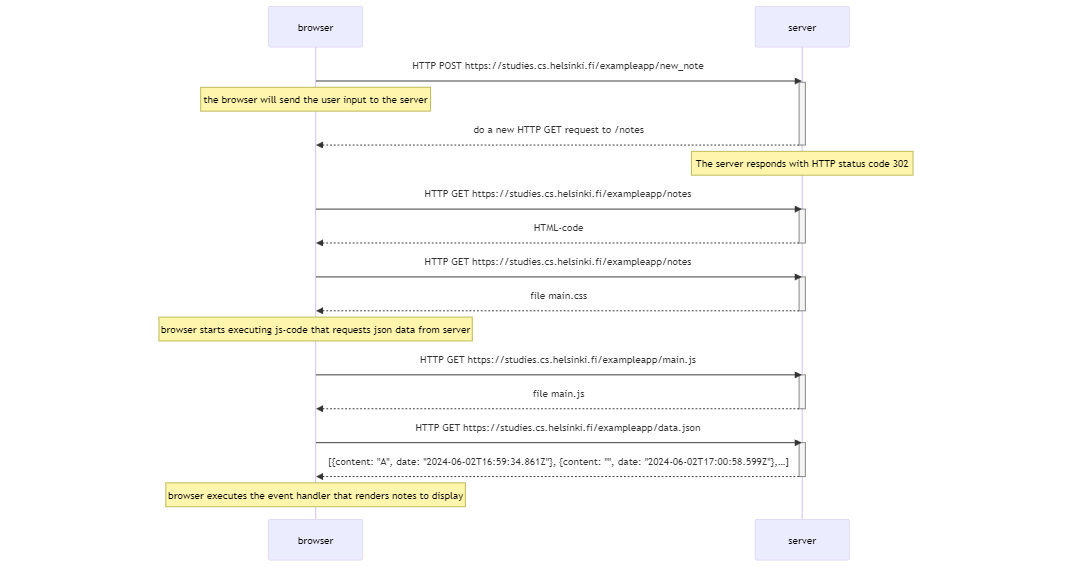 browser
server
HTTP POST https://studies.cs.helsinki.fi/exampleapp/new_note
the browser will send the user input to the server
do a new HTTP GET request to /notes
The server responds with HTTP status code 302
HTTP GET https://studies.cs.helsinki.fi/exampleapp/notes
HTML-code
HTTP GET https://studies.cs.helsinki.fi/exampleapp/notes
file main.css
browser starts executing js-code that requests json data from server
HTTP GET https://studies.cs.helsinki.fi/exampleapp/main.js
file main.js
HTTP GET https://studies.cs.helsinki.fi/exampleapp/data.json
[{content: "A", date: "2024-06-02T16:59:34.861Z"}, {content: "", date: "2024-06-02T17:00:58.599Z"},...]
browser executes the event handler that renders notes to display
browser
server